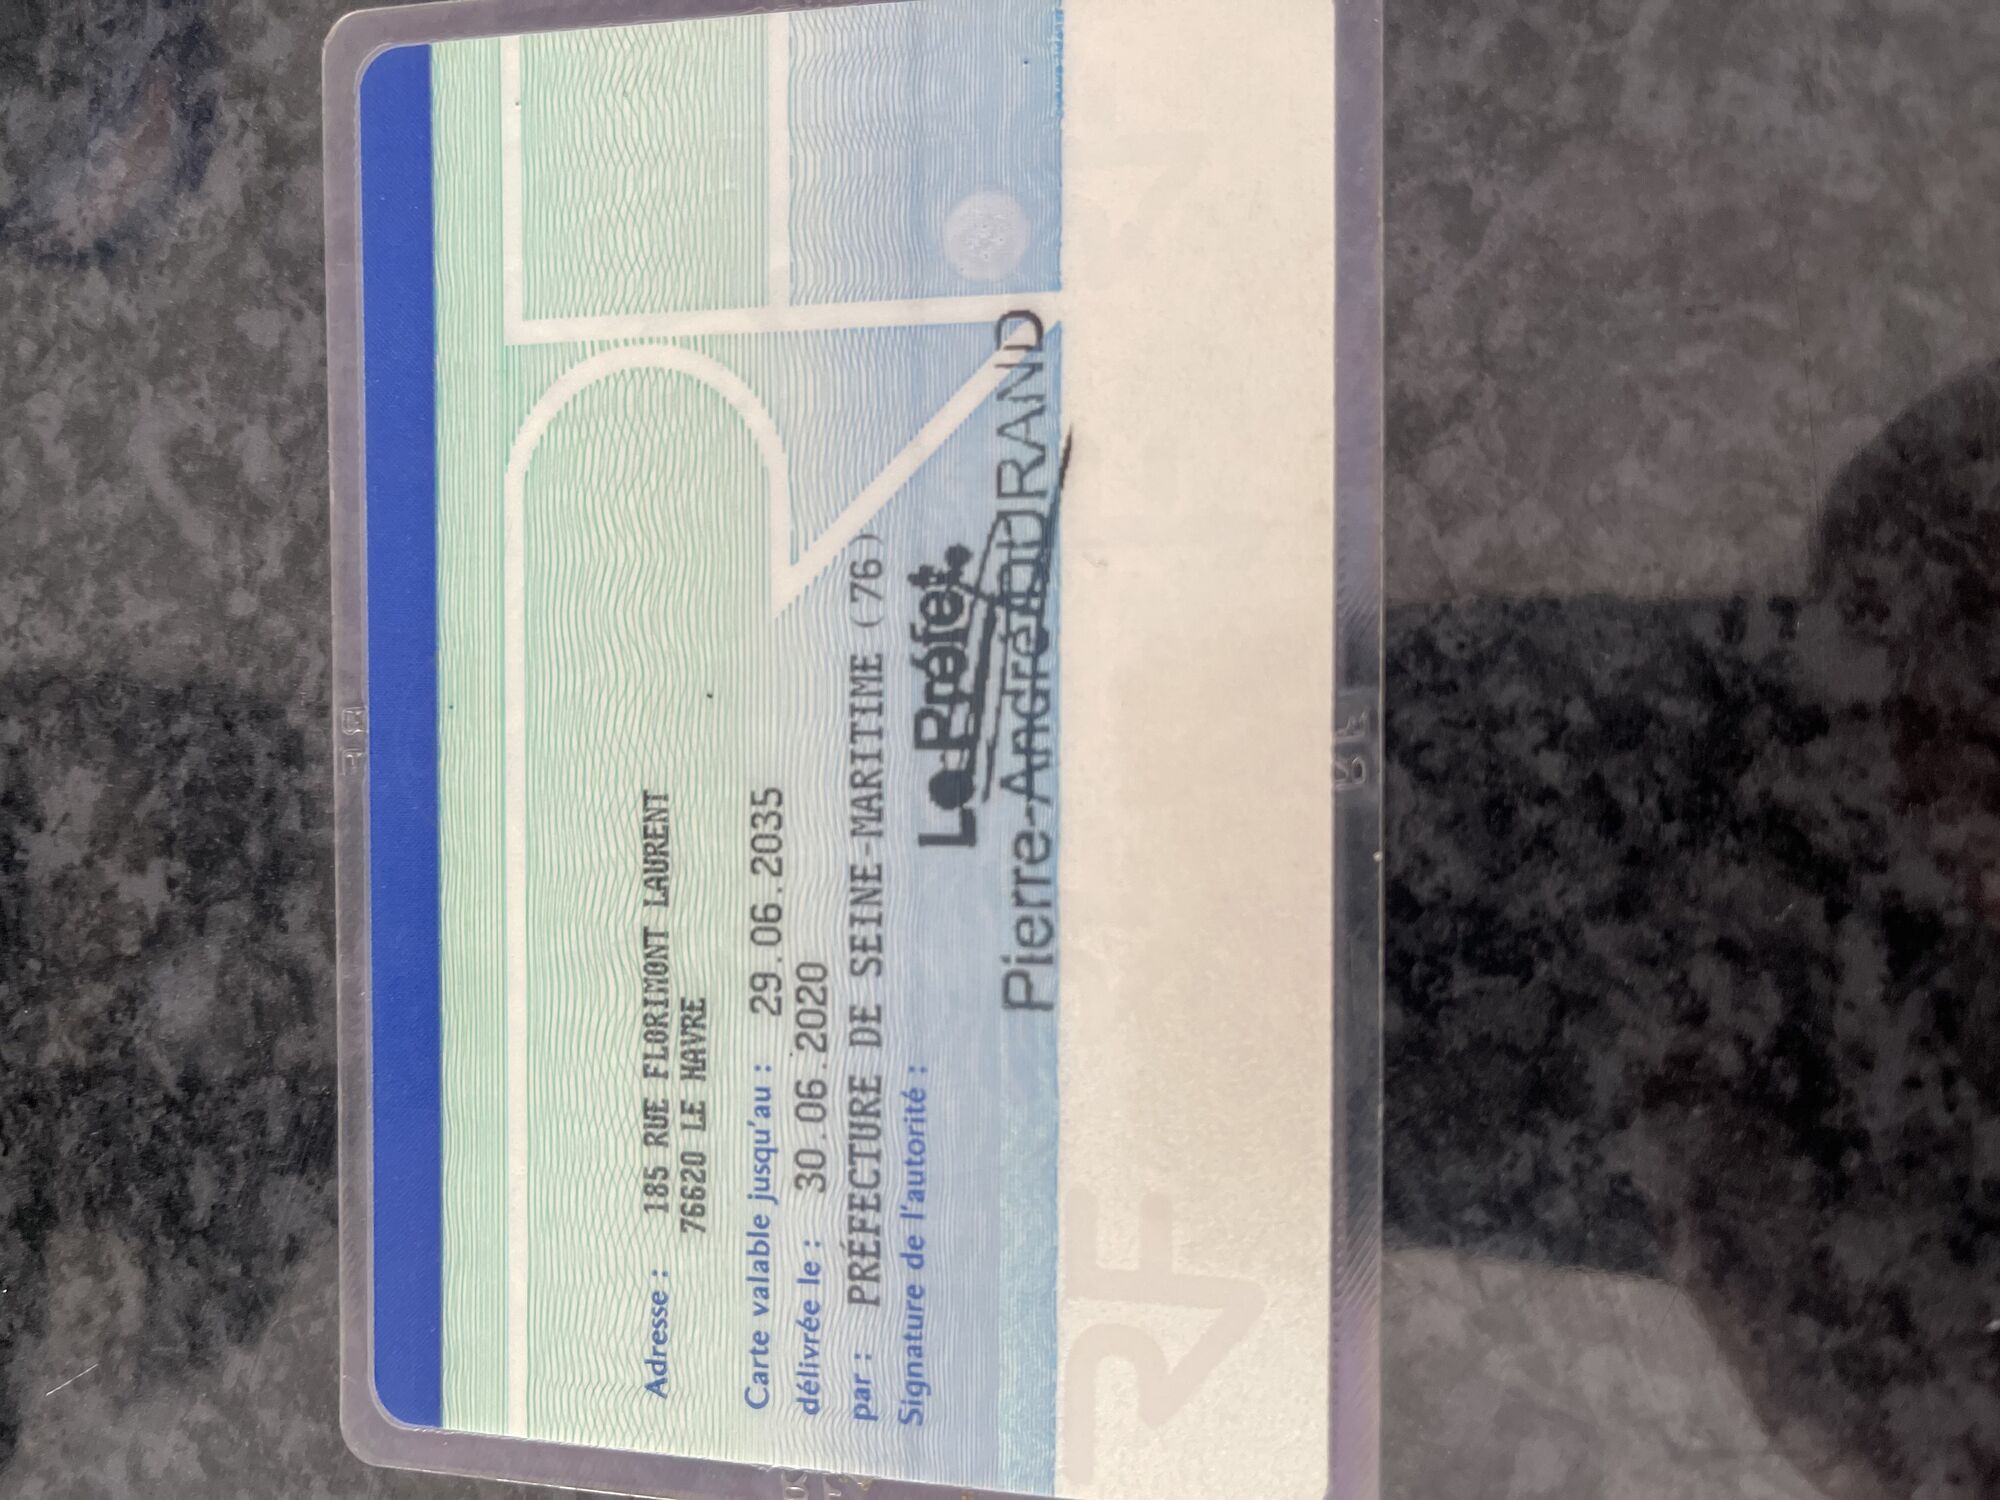 Adresse : 185 RUE FLORIMONT LAURENT
76620 LE HAVRE
Carte valable jusqu'au : 29.06.2035
délivrée le : 30.06.2020
par : PRÉFECTURE DE SEINE-MARITIME (76)
Signature de l'autorité :
Le Préfet,
Pierre-André DURAND
RF